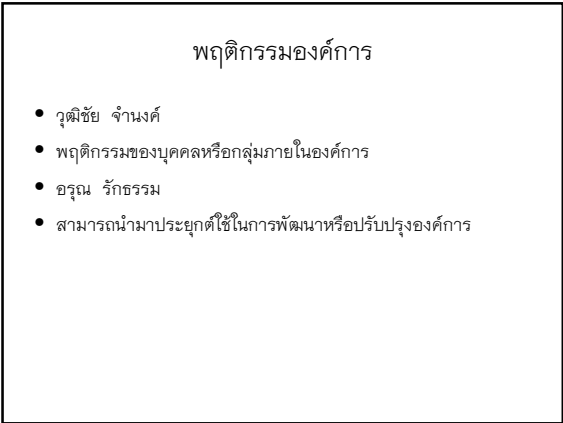 พฤติกรรมองค์การ
• วุฒิชัย จำนงค์
• พฤติกรรมของบุคคลหรือกลุ่มภายในองค์การ
• อรุณ รักธรรม
• สามารถนำมาประยุกต์ใช้ในการพัฒนาหรือปรับปรุงองค์การ